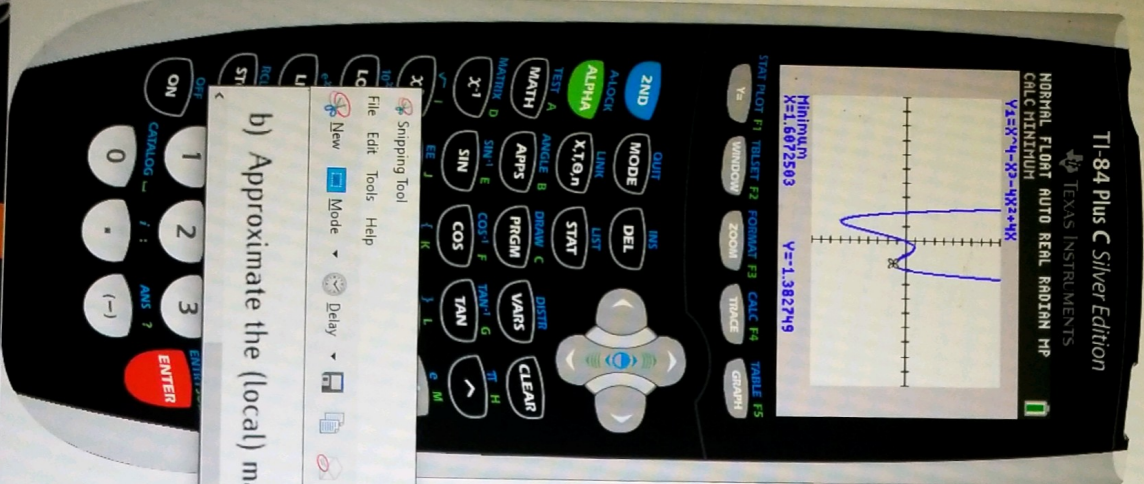 TI-84 Plus C Silver Edition
TEXAS INSTRUMENTS
NORMAL FLOAT AUTO REAL RADIAN MP
CALC MINIMUM
Y1=X^4-X³-4X²+4X
Minimum
X=1.6072503 Y=-1.382749
STAT PLOT F1 TBLSET F2 FORMAT F3 CALC F4 TABLE F5
Y= WINDOW ZOOM TRACE GRAPH
QUIT INS
2ND MODE DEL
A-LOCK LINK LIST
ALPHA X,T,Θ,n STAT
TEST A ANGLE B DRAW C DISTR
MATH APPS PRGM VARS CLEAR
MATRIX D SIN⁻¹ E COS⁻¹ F TAN⁻¹ G π H
X⁻¹ SIN COS TAN ^
EE J { K } L e M
Snipping Tool
File Edit Tools Help
New Mode Delay
b) Approximate the (local) m
CATALOG i : ANS ?
1 2 3
OFF
ON 0 . (−) ENTER